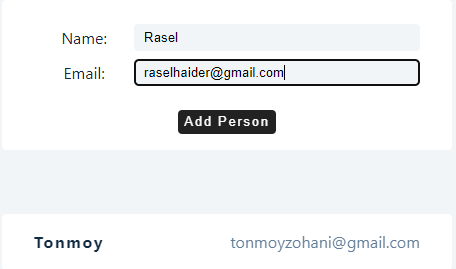 Name: Rasel
Email: raselhaider@gmail.com
Add Person
Tonmoy tonmoyzohani@gmail.com